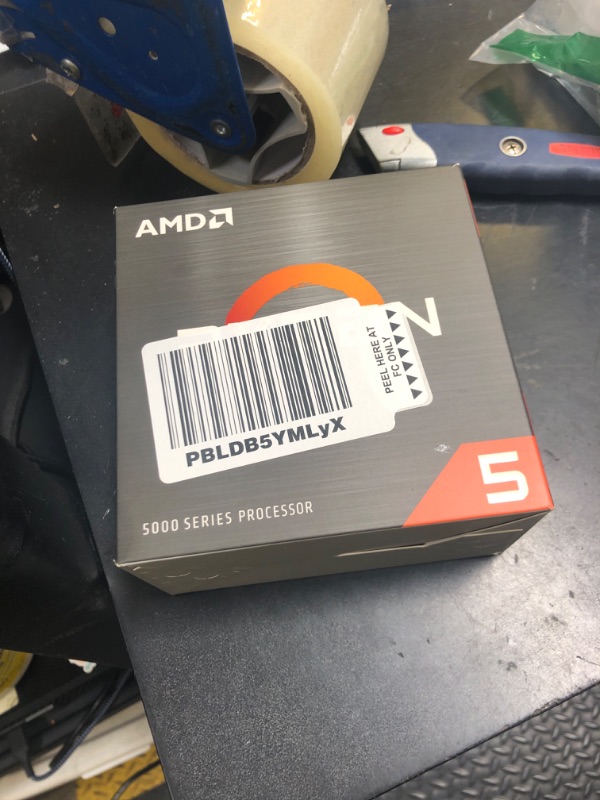 AMD
N
PEEL HERE AT
FC ONLY
PBLDB5YMLyX
5
5000 SERIES PROCESSOR